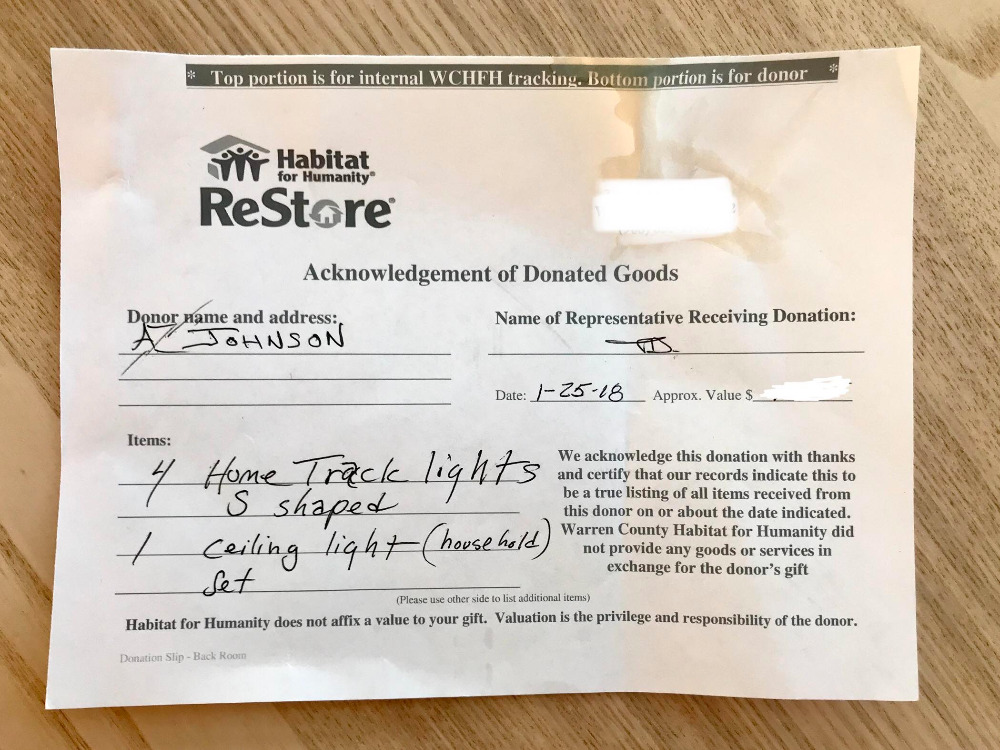 * Top portion is for internal WCHFH tracking. Bottom portion is for donor *
Habitat
for Humanity®
ReStore®
Acknowledgement of Donated Goods
Donor name and address:
A JOHNSON
Name of Representative Receiving Donation:
Date: 1-25-18 Approx. Value $
Items:
4 Home Track lights
S shaped
1 Ceiling light (household)
Set
We acknowledge this donation with thanks
and certify that our records indicate this to
be a true listing of all items received from
this donor on or about the date indicated.
Warren County Habitat for Humanity did
not provide any goods or services in
exchange for the donor's gift
(Please use other side to list additional items)
Habitat for Humanity does not affix a value to your gift. Valuation is the privilege and responsibility of the donor.
Donation Slip - Back Room